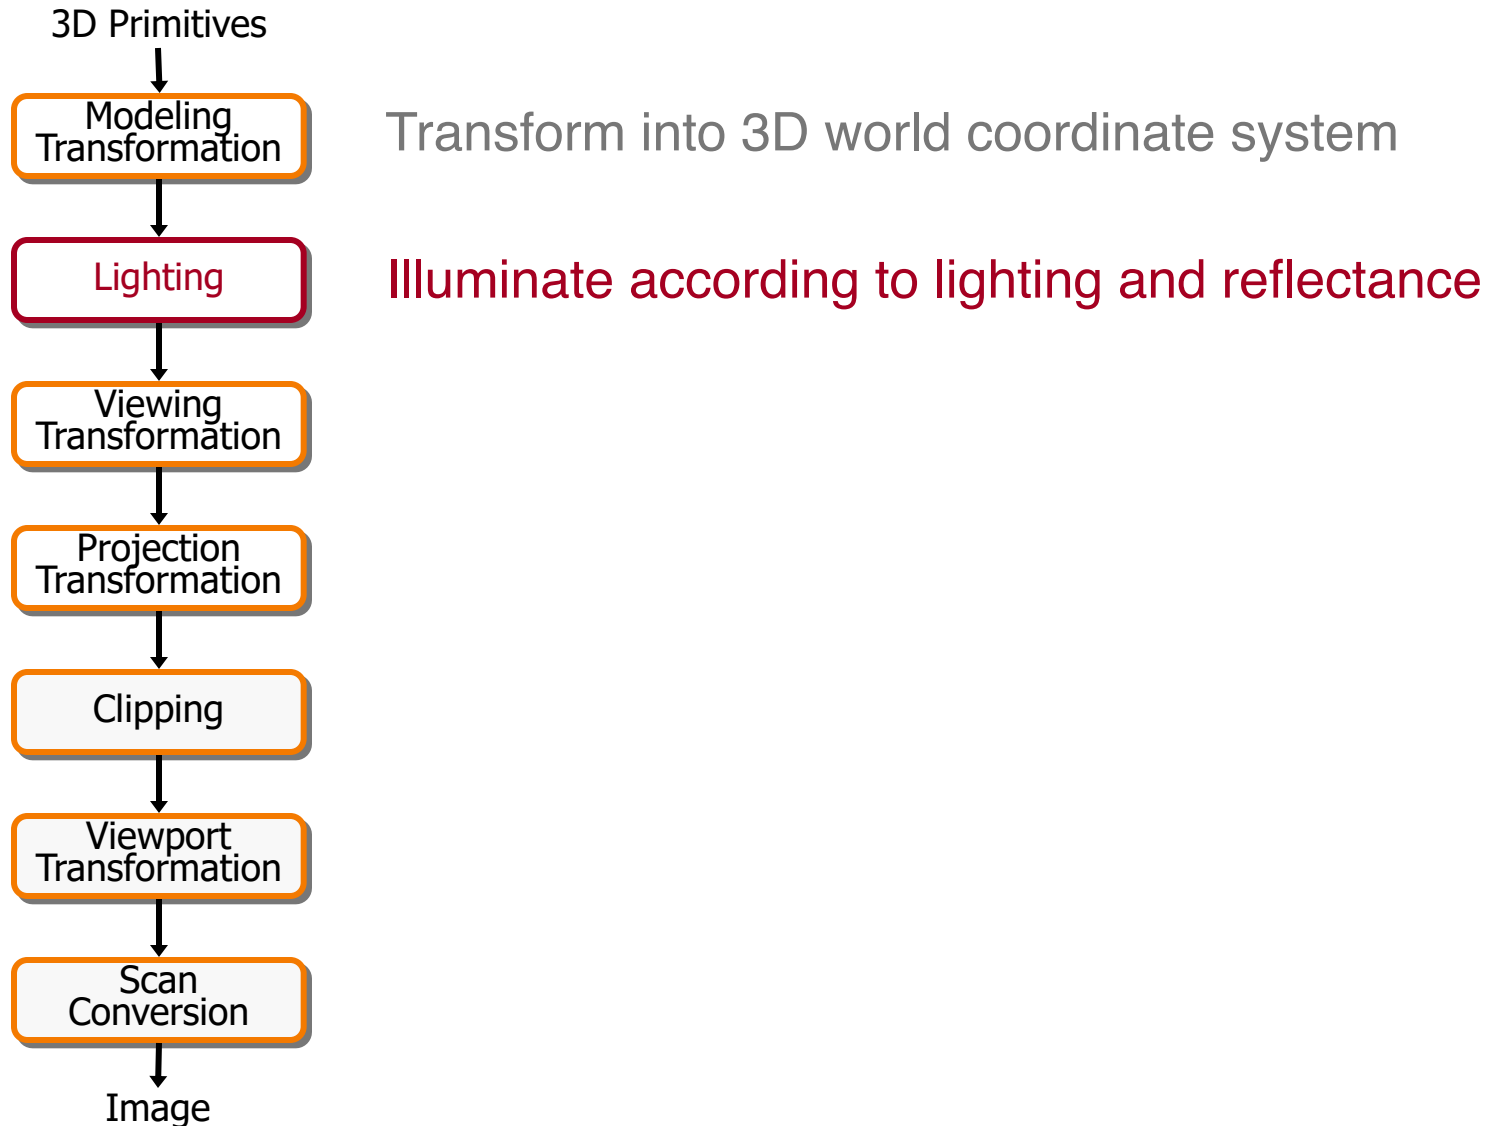 3D Primitives
Modeling
Transformation
Transform into 3D world coordinate system
Lighting
Illuminate according to lighting and reflectance
Viewing
Transformation
Projection
Transformation
Clipping
Viewport
Transformation
Scan
Conversion
Image